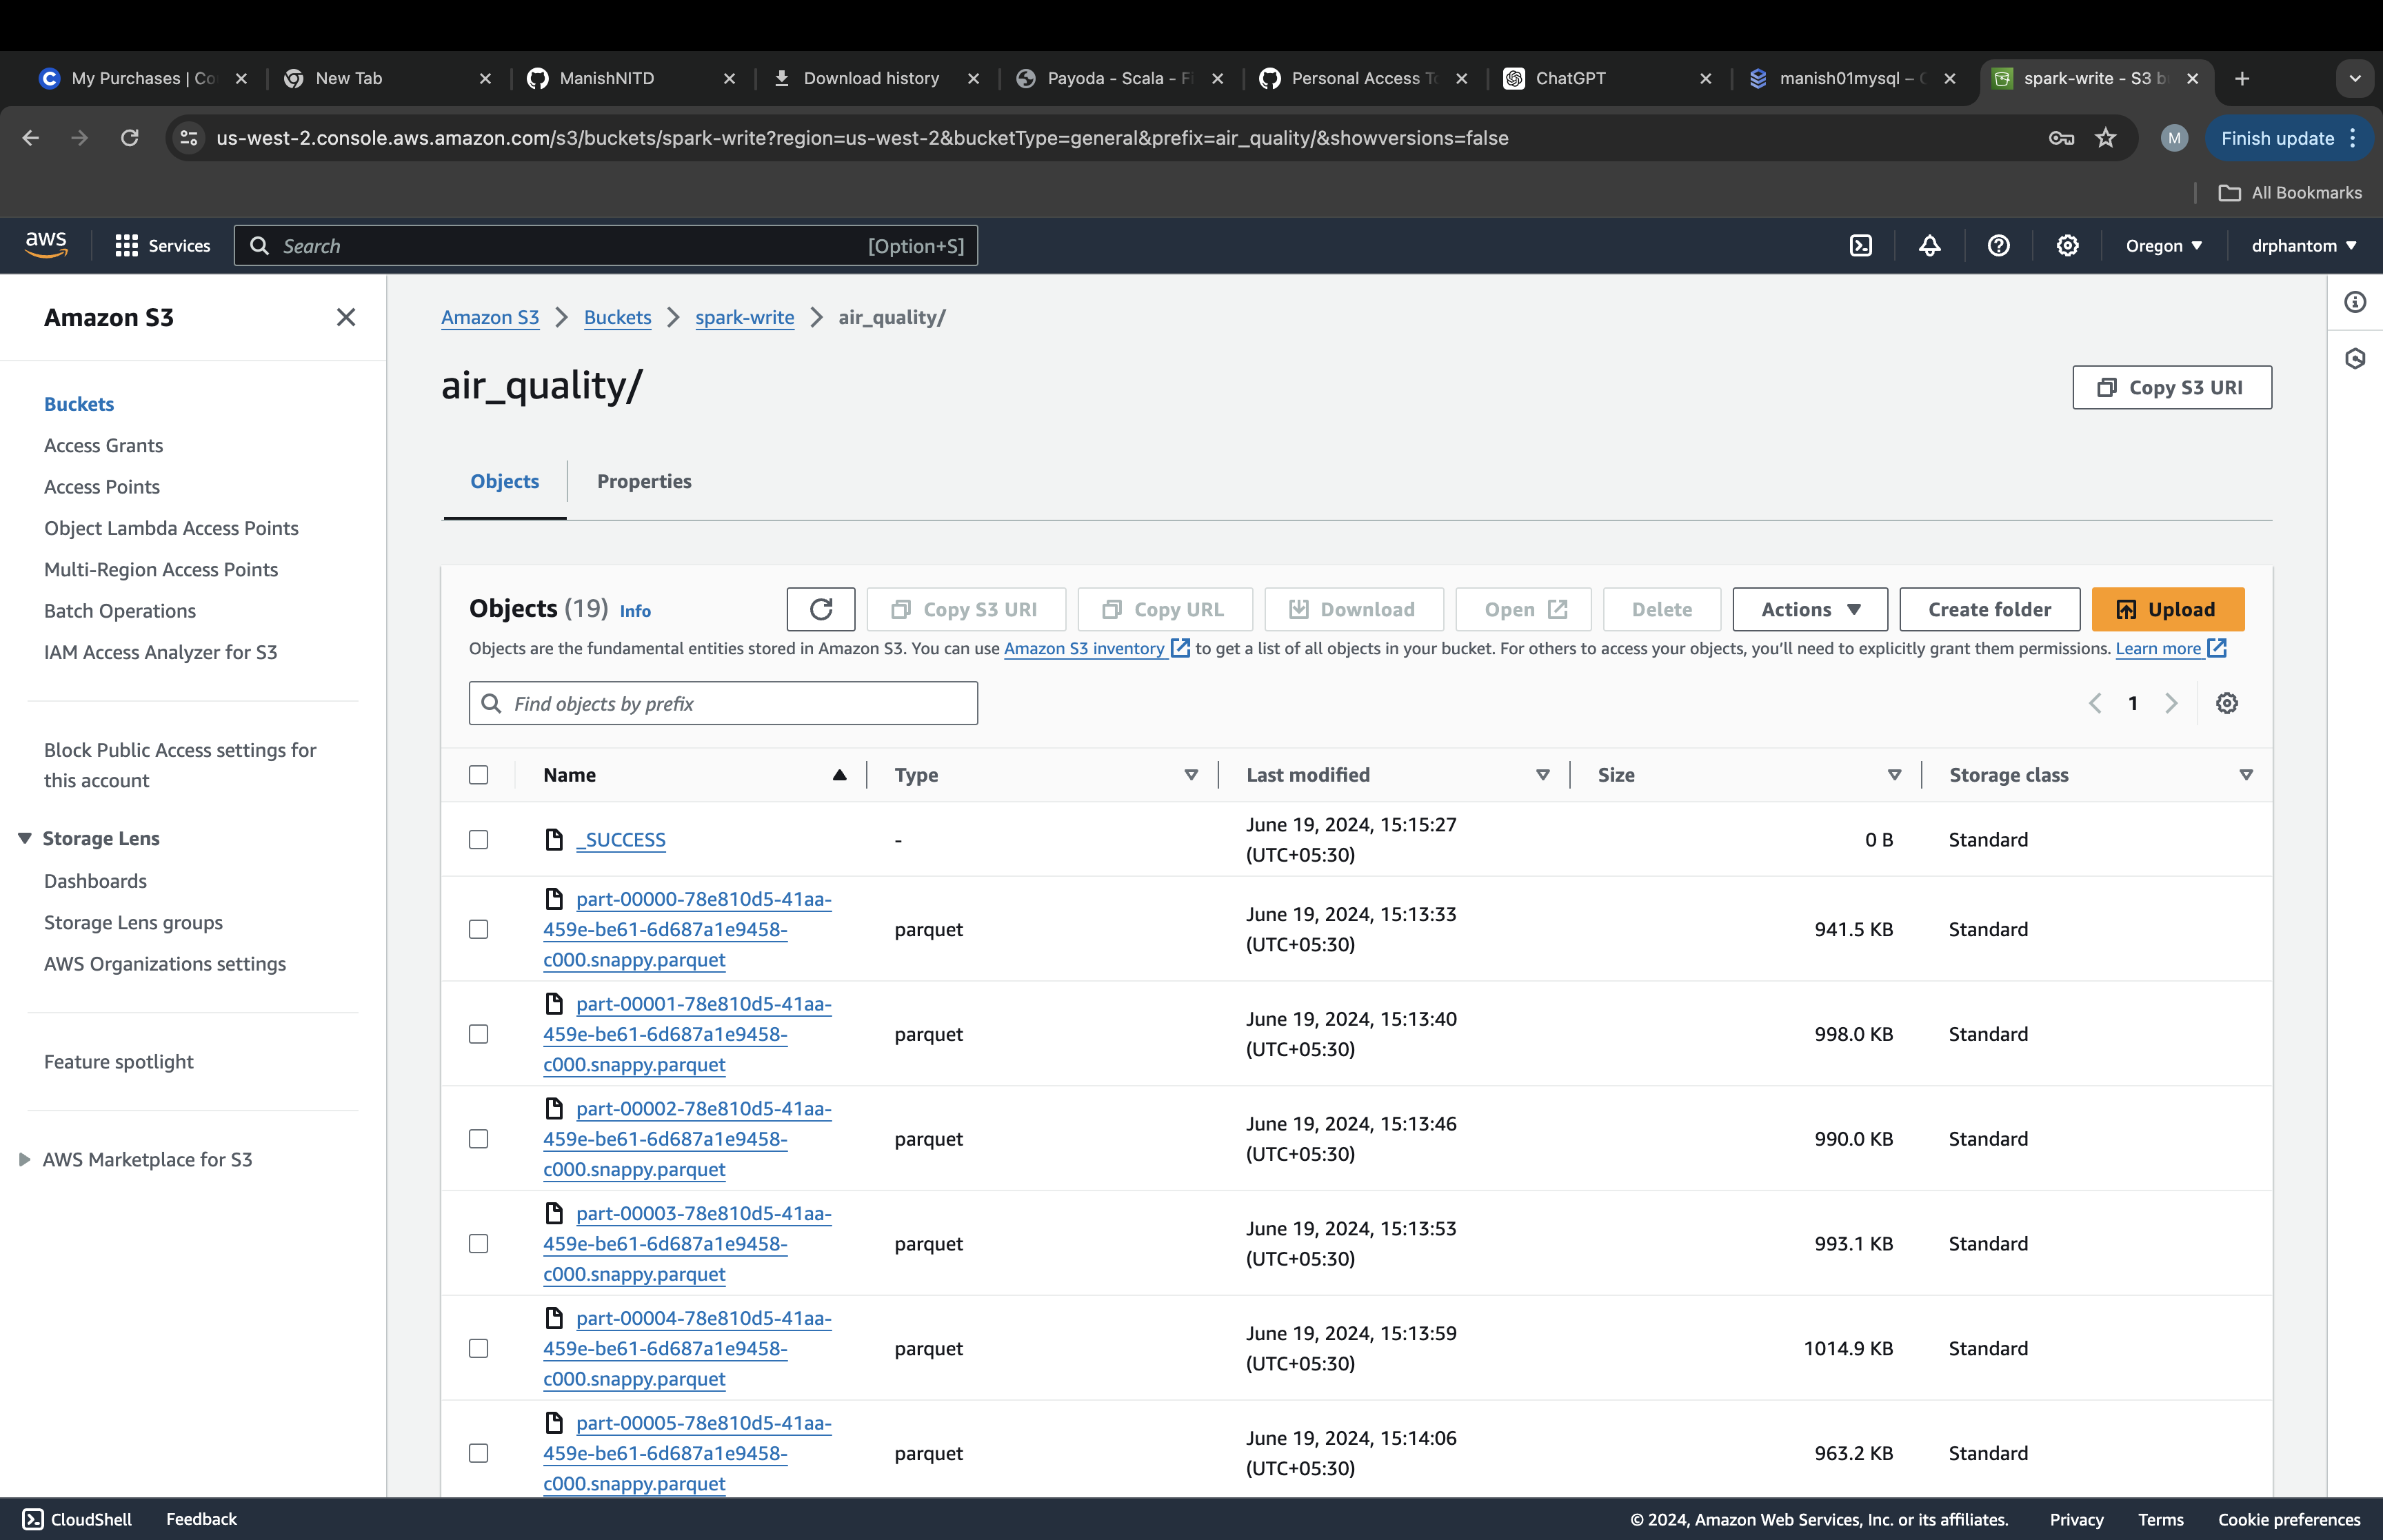 My Purchases | Co
New Tab
ManishNITD
Download history
Payoda - Scala - Fi
Personal Access To
ChatGPT
manish01mysql – C
spark-write - S3 b
us-west-2.console.aws.amazon.com/s3/buckets/spark-write?region=us-west-2&bucketType=general&prefix=air_quality/&showversions=false
M
Finish update
All Bookmarks
aws
Services
Search
[Option+S]
Oregon
drphantom
Amazon S3
Buckets
Access Grants
Access Points
Object Lambda Access Points
Multi-Region Access Points
Batch Operations
IAM Access Analyzer for S3
Block Public Access settings for
this account
Storage Lens
Dashboards
Storage Lens groups
AWS Organizations settings
Feature spotlight
AWS Marketplace for S3
Amazon S3 > Buckets > spark-write > air_quality/
air_quality/
Copy S3 URI
Objects
Properties
Objects (19) Info
Copy S3 URI
Copy URL
Download
Open
Delete
Actions
Create folder
Upload
Objects are the fundamental entities stored in Amazon S3. You can use Amazon S3 inventory to get a list of all objects in your bucket. For others to access your objects, you'll need to explicitly grant them permissions. Learn more
Find objects by prefix
1
Name Type Last modified Size Storage class
_SUCCESS - June 19, 2024, 15:15:27 (UTC+05:30) 0 B Standard
part-00000-78e810d5-41aa-
459e-be61-6d687a1e9458-
c000.snappy.parquet
parquet
June 19, 2024, 15:13:33
(UTC+05:30)
941.5 KB
Standard
part-00001-78e810d5-41aa-
459e-be61-6d687a1e9458-
c000.snappy.parquet
parquet
June 19, 2024, 15:13:40
(UTC+05:30)
998.0 KB
Standard
part-00002-78e810d5-41aa-
459e-be61-6d687a1e9458-
c000.snappy.parquet
parquet
June 19, 2024, 15:13:46
(UTC+05:30)
990.0 KB
Standard
part-00003-78e810d5-41aa-
459e-be61-6d687a1e9458-
c000.snappy.parquet
parquet
June 19, 2024, 15:13:53
(UTC+05:30)
993.1 KB
Standard
part-00004-78e810d5-41aa-
459e-be61-6d687a1e9458-
c000.snappy.parquet
parquet
June 19, 2024, 15:13:59
(UTC+05:30)
1014.9 KB
Standard
part-00005-78e810d5-41aa-
459e-be61-6d687a1e9458-
c000.snappy.parquet
parquet
June 19, 2024, 15:14:06
(UTC+05:30)
963.2 KB
Standard
CloudShell
Feedback
© 2024, Amazon Web Services, Inc. or its affiliates.
Privacy
Terms
Cookie preferences